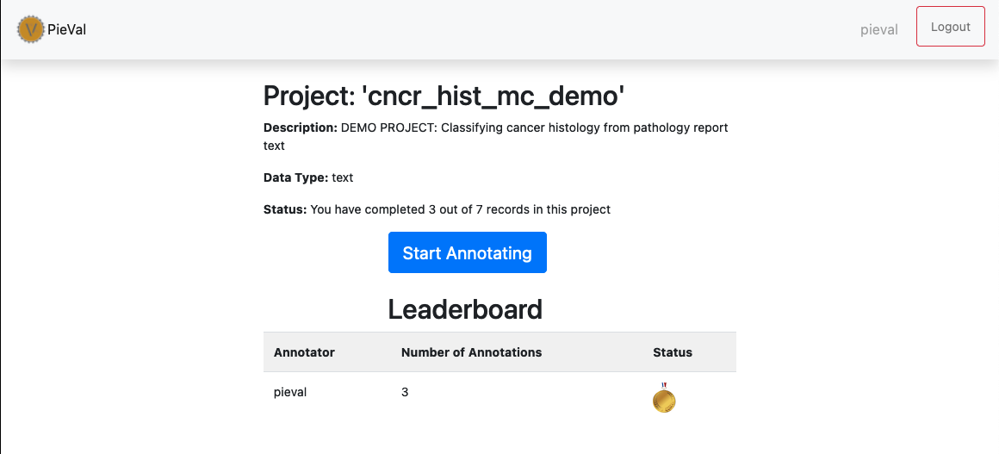 PieVal
pieval
Logout
Project: 'cncr_hist_mc_demo'
Description: DEMO PROJECT: Classifying cancer histology from pathology report
text
Data Type: text
Status: You have completed 3 out of 7 records in this project
Start Annotating
Leaderboard
Annotator Number of Annotations Status
pieval 3